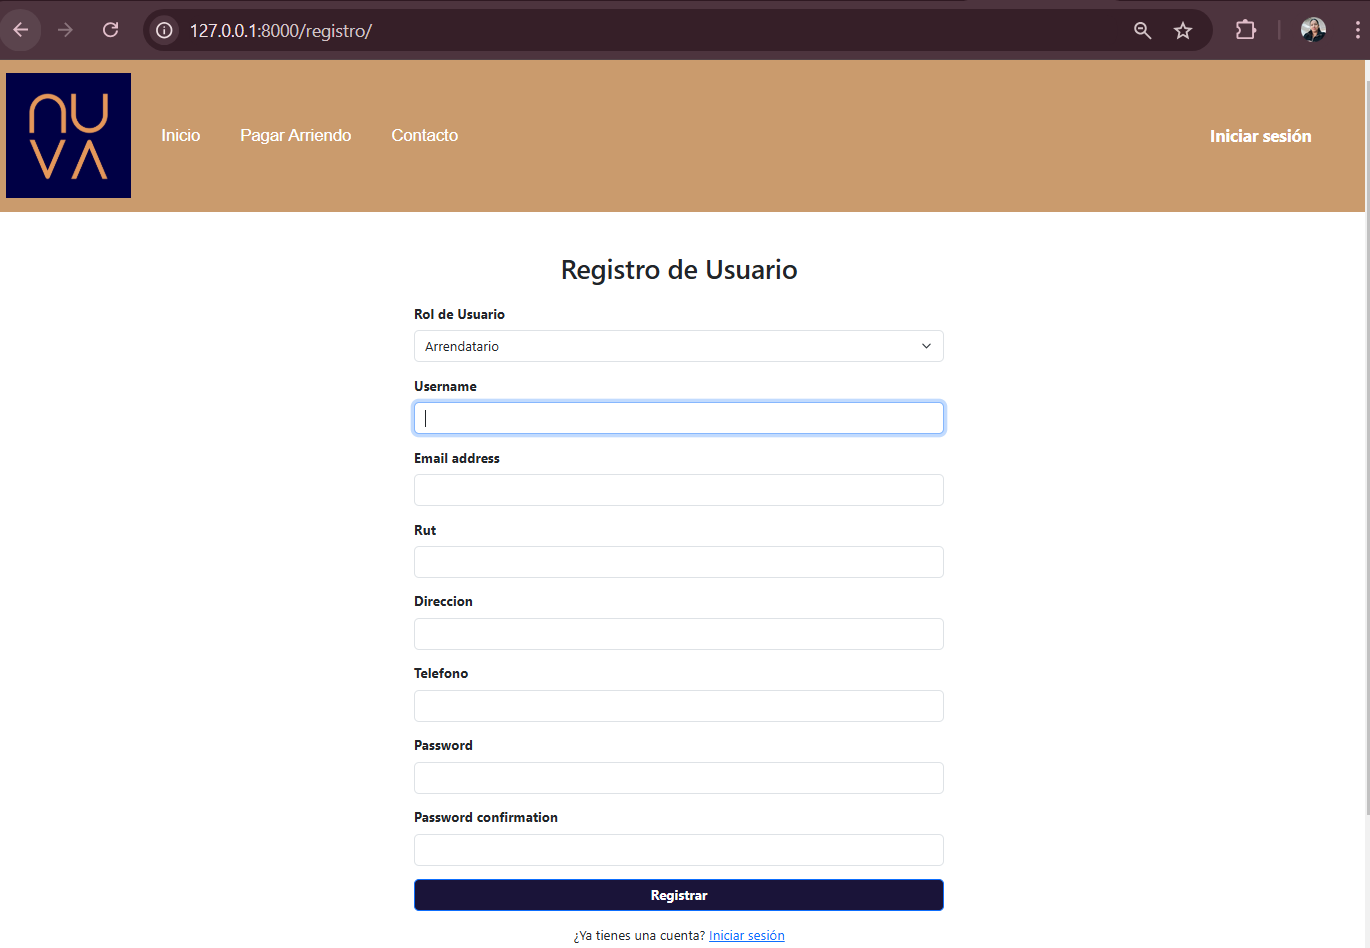 127.0.0.1:8000/registro/
NU
VA
Inicio Pagar Arriendo Contacto Iniciar sesión
Registro de Usuario
Rol de Usuario
Arrendatario
Username
Email address
Rut
Direccion
Telefono
Password
Password confirmation
Registrar
¿Ya tienes una cuenta? Iniciar sesión